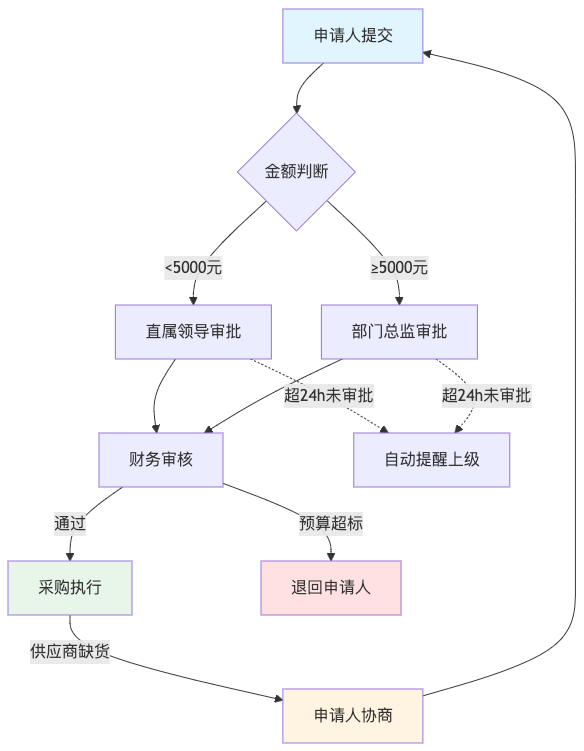 申请人提交
金额判断
<5000元
≥5000元
直属领导审批
部门总监审批
超24h未审批
超24h未审批
财务审核
自动提醒上级
通过
预算超标
采购执行
退回申请人
供应商缺货
申请人协商